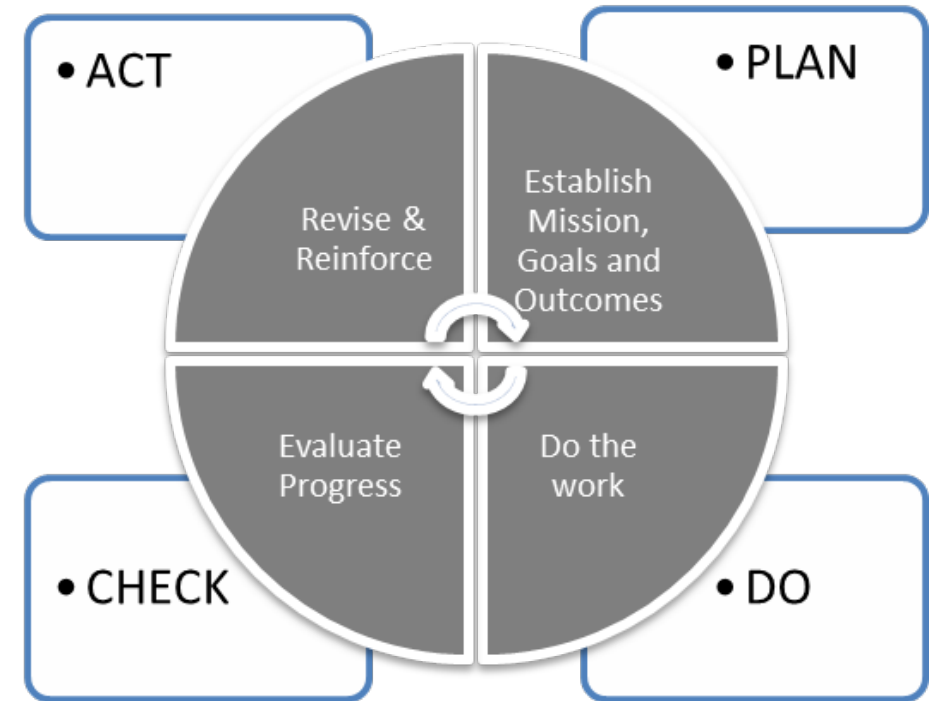 • ACT
• PLAN
Revise &
Reinforce
Establish
Mission,
Goals and
Outcomes
Evaluate
Progress
Do the
work
• CHECK
• DO